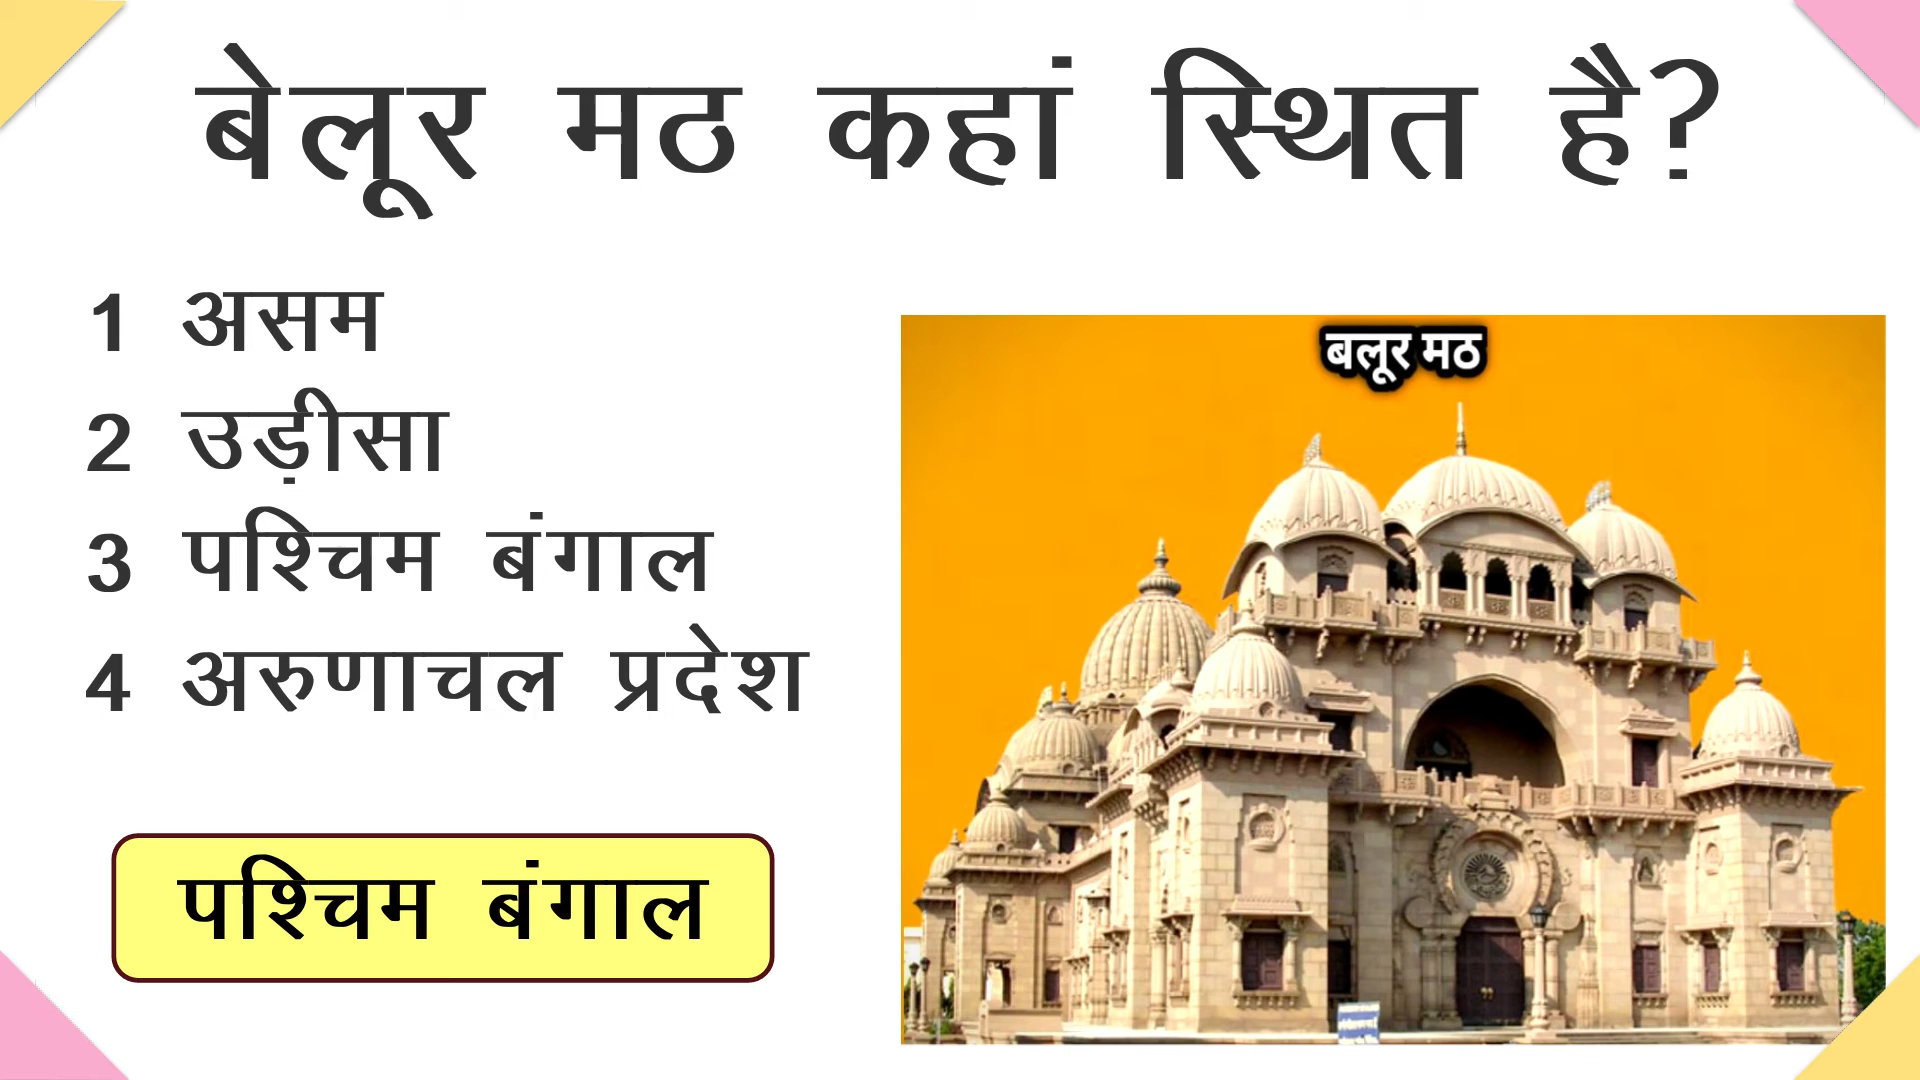 बेलूर मठ कहां स्थित है?
1 असम
2 उड़ीसा
3 पश्चिम बंगाल
4 अरुणाचल प्रदेश
पश्चिम बंगाल
बलूर मठ